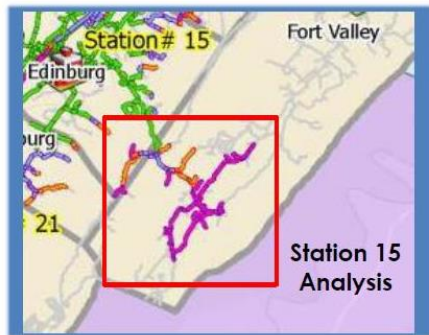 Station# 15
Fort Valley
Edinburg
burg
# 21
Station 15
Analysis